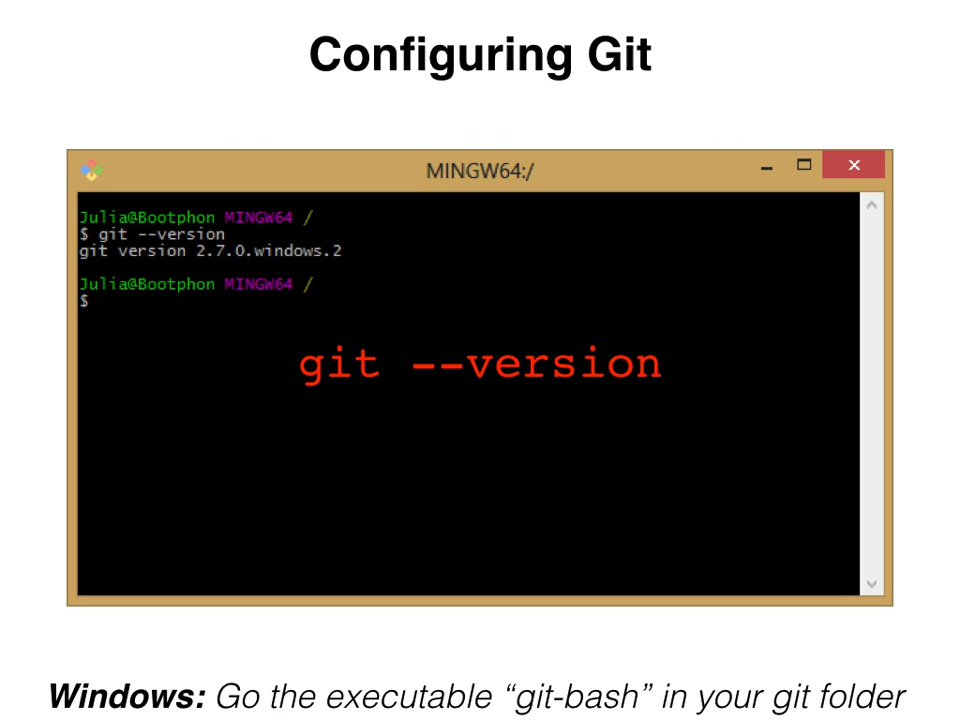 Configuring Git
MINGW64:/
Julia@Bootphon MINGW64 /
$ git --version
git version 2.7.0.windows.2
Julia@Bootphon MINGW64 /
$
git --version
Windows: Go the executable “git-bash” in your git folder